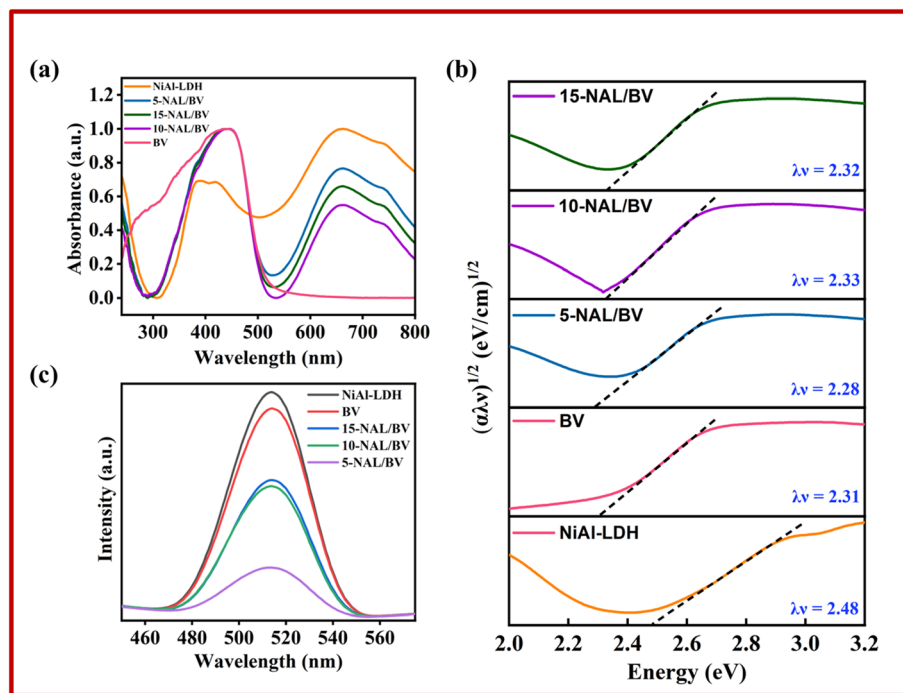 (a)
NiAl-LDH
5-NAL/BV
15-NAL/BV
10-NAL/BV
BV
1.2
1.0
0.8
0.6
0.4
0.2
0.0
Absorbance (a.u.)
300 400 500 600 700 800
Wavelength (nm)
(b)
15-NAL/BV
λν = 2.32
10-NAL/BV
λν = 2.33
5-NAL/BV
λν = 2.28
BV
λν = 2.31
NiAl-LDH
λν = 2.48
(αλν)^1/2 (eV/cm)^1/2
2.0 2.2 2.4 2.6 2.8 3.0 3.2
Energy (eV)
(c)
NiAl-LDH
BV
15-NAL/BV
10-NAL/BV
5-NAL/BV
Intensity (a.u.)
460 480 500 520 540 560
Wavelength (nm)